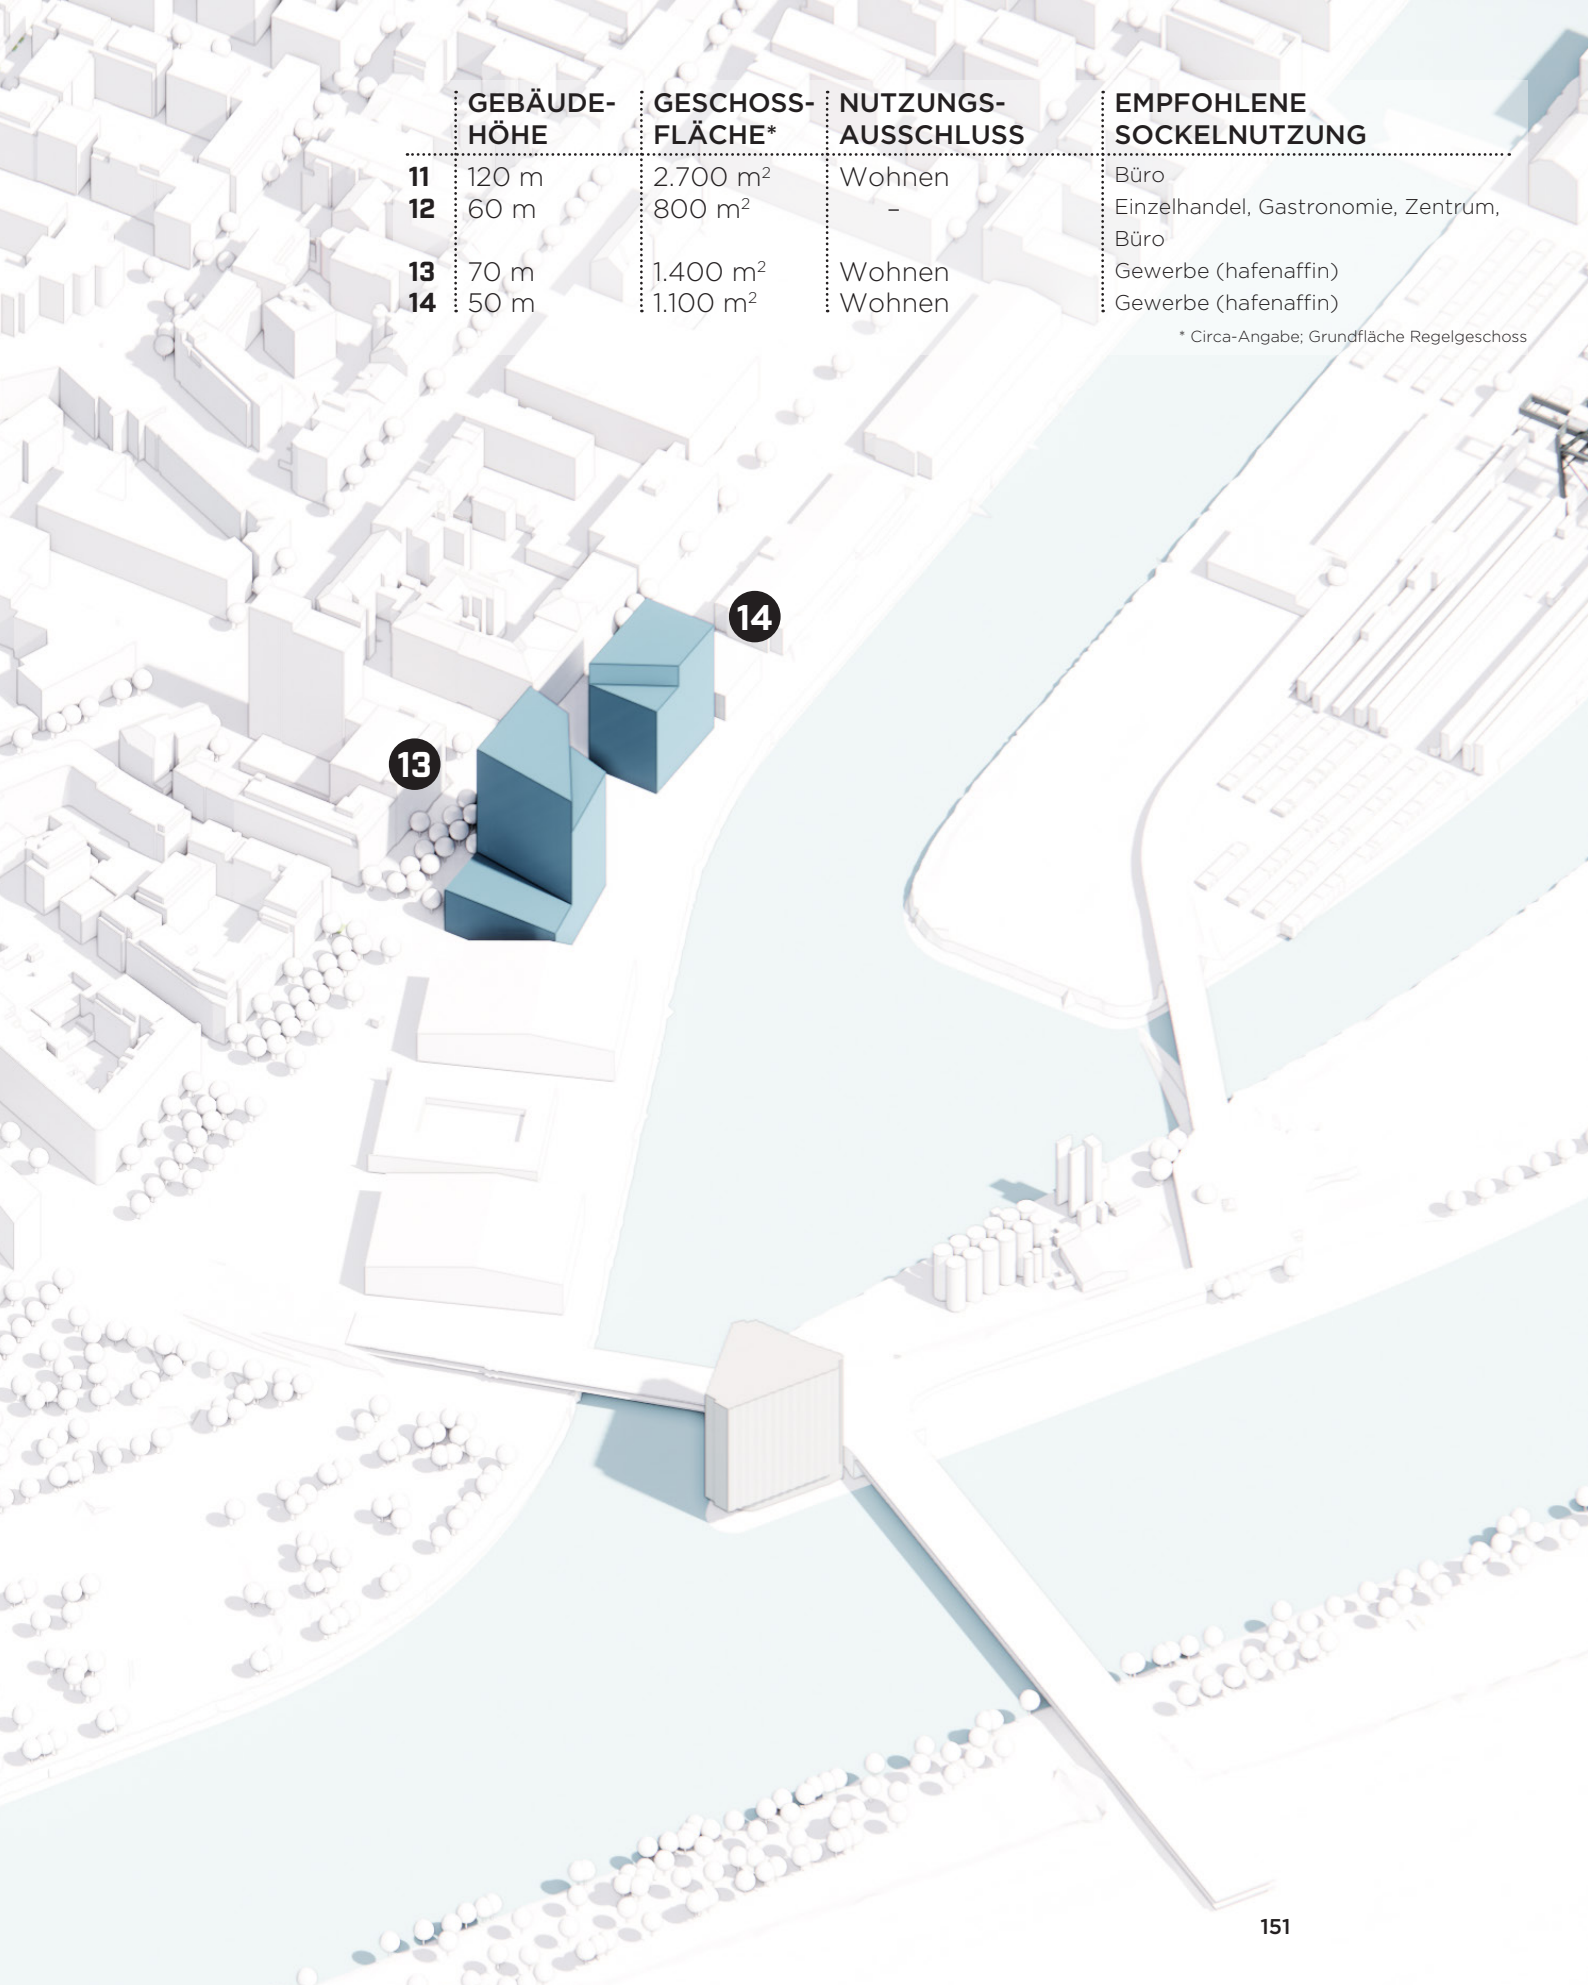 GEBÄUDE- GESCHOSS- NUTZUNGS- EMPFOHLENE
HÖHE FLÄCHE* AUSSCHLUSS SOCKELNUTZUNG
11 120 m 2.700 m² Wohnen Büro
12 60 m 800 m² – Einzelhandel, Gastronomie, Zentrum,
Büro
13 70 m 1.400 m² Wohnen Gewerbe (hafenaffin)
14 50 m 1.100 m² Wohnen Gewerbe (hafenaffin)
* Circa-Angabe; Grundfläche Regelgeschoss
14
13
151